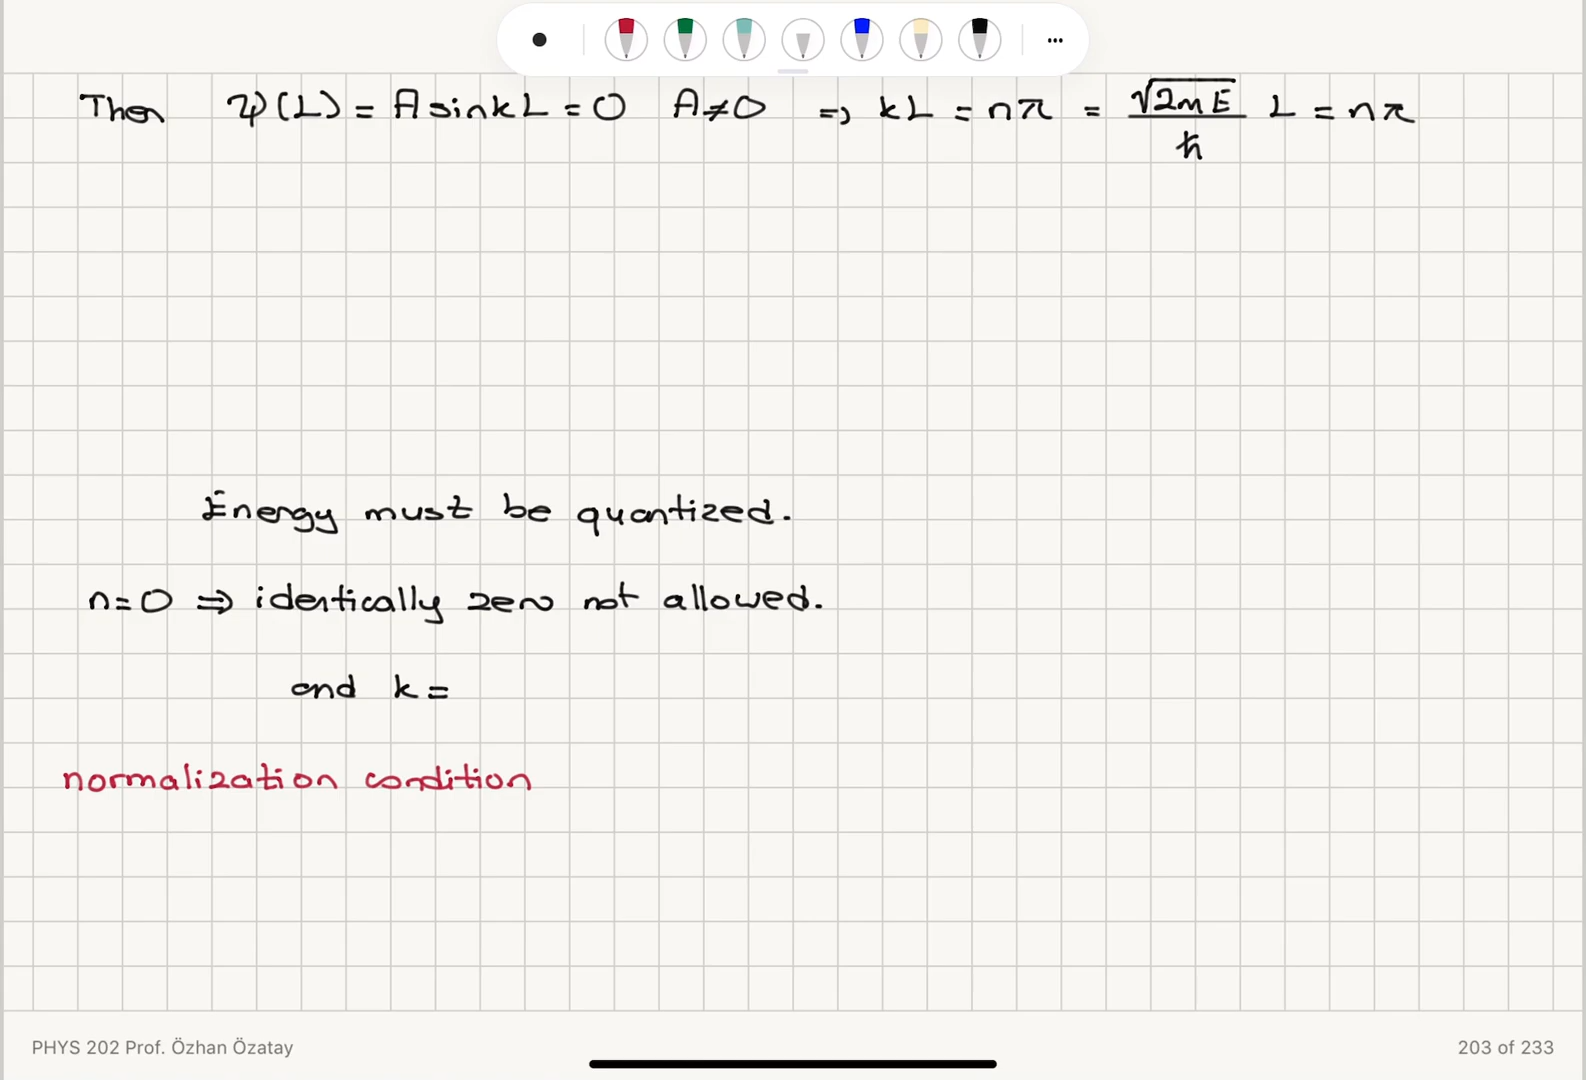 Then ψ(L) = A sin kL = 0 A ≠ 0 ⇒ kL = nπ = √2mE/ħ L = nπ
Energy must be quantized.
n=0 ⇒ identically zero not allowed.
and k =
normalization condition
PHYS 202 Prof. Özhan Özatay
203 of 233